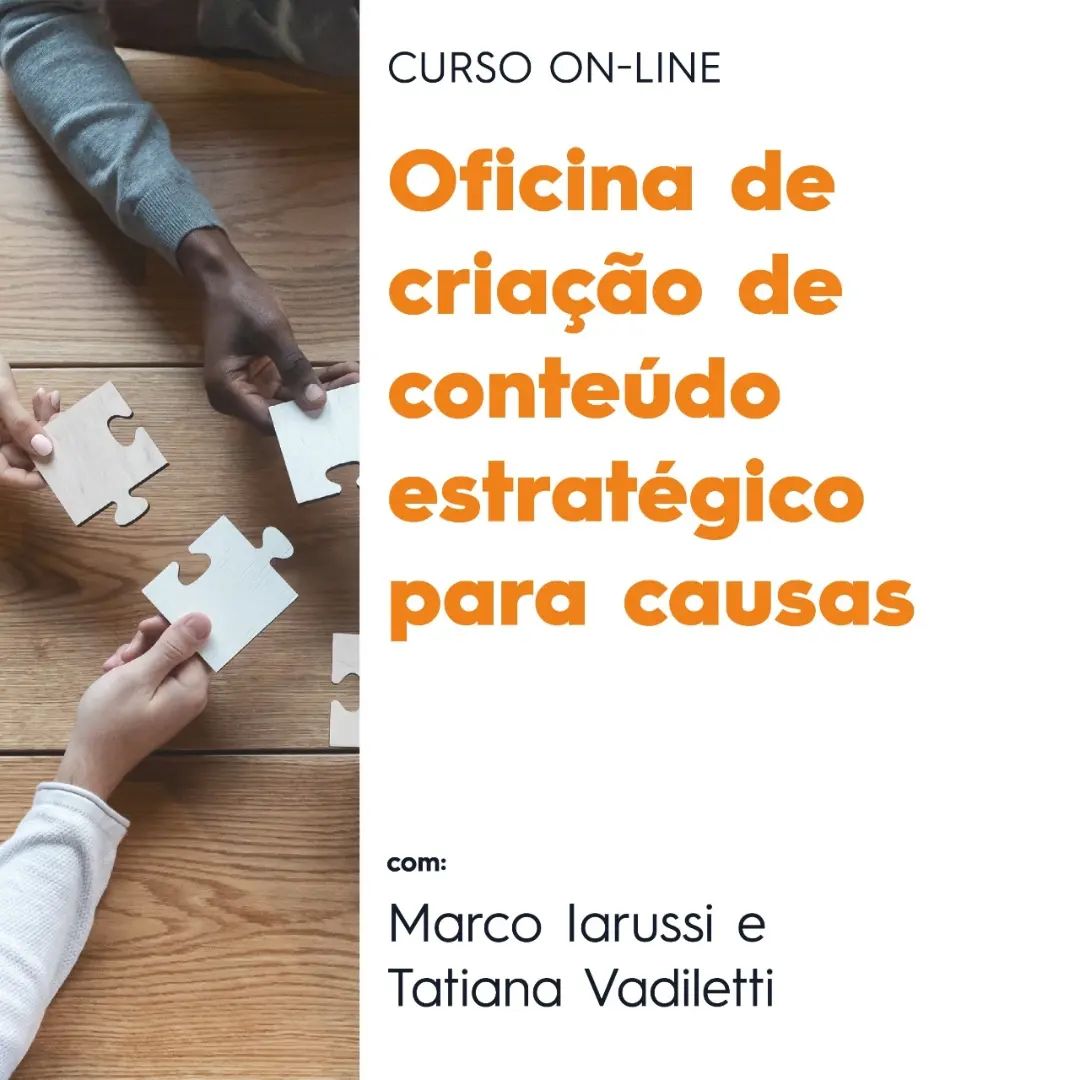 CURSO ON-LINE
Oficina de
criação de
conteúdo
estratégico
para causas
com:
Marco Iarussi e
Tatiana Vadiletti